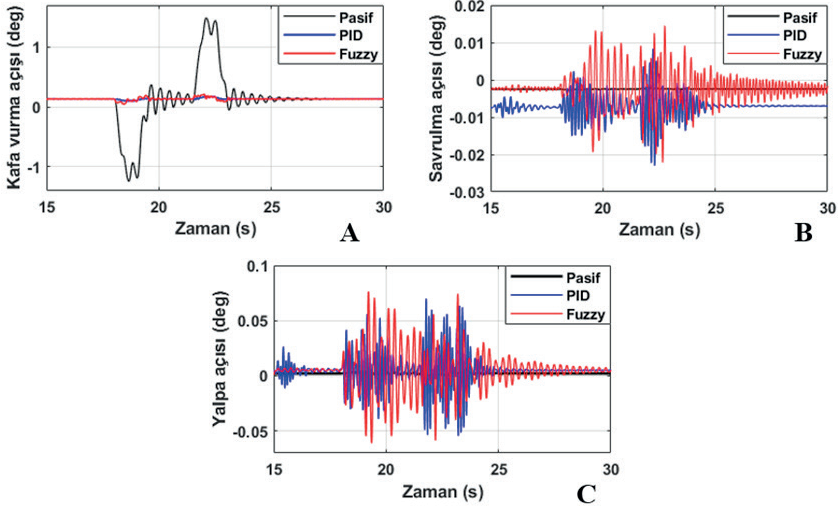 Kafa vurma açısı (deg)
1
0
-1
15
20
25
30
Zaman (s)
Pasif
PID
Fuzzy
A
Savrulma açısı (deg)
0.02
0.01
0
-0.01
-0.02
-0.03
15
20
25
30
Zaman (s)
Pasif
PID
Fuzzy
B
Yalpa açısı (deg)
0.1
0.05
0
-0.05
15
20
25
30
Zaman (s)
Pasif
PID
Fuzzy
C